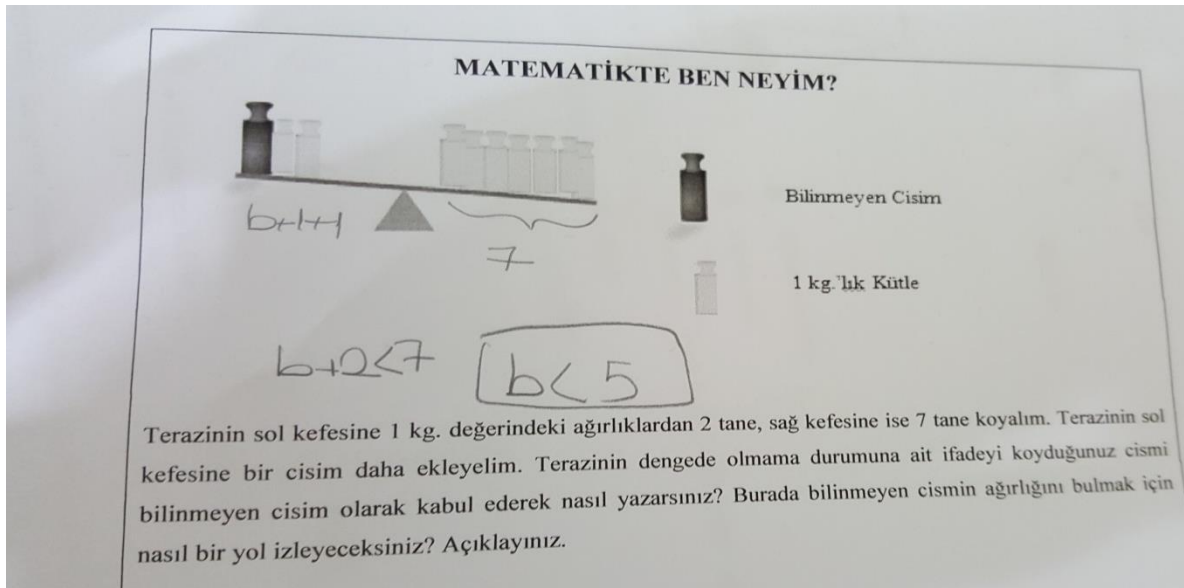 MATEMATİKTE BEN NEYİM?
Bilinmeyen Cisim
b+1+1
7
1 kg.'lık Kütle
b+2<7
b<5
Terazinin sol kefesine 1 kg. değerindeki ağırlıklardan 2 tane, sağ kefesine ise 7 tane koyalım. Terazinin sol
kefesine bir cisim daha ekleyelim. Terazinin dengede olmama durumuna ait ifadeyi koyduğunuz cismi
bilinmeyen cisim olarak kabul ederek nasıl yazarsınız? Burada bilinmeyen cismin ağırlığını bulmak için
nasıl bir yol izleyeceksiniz? Açıklayınız.